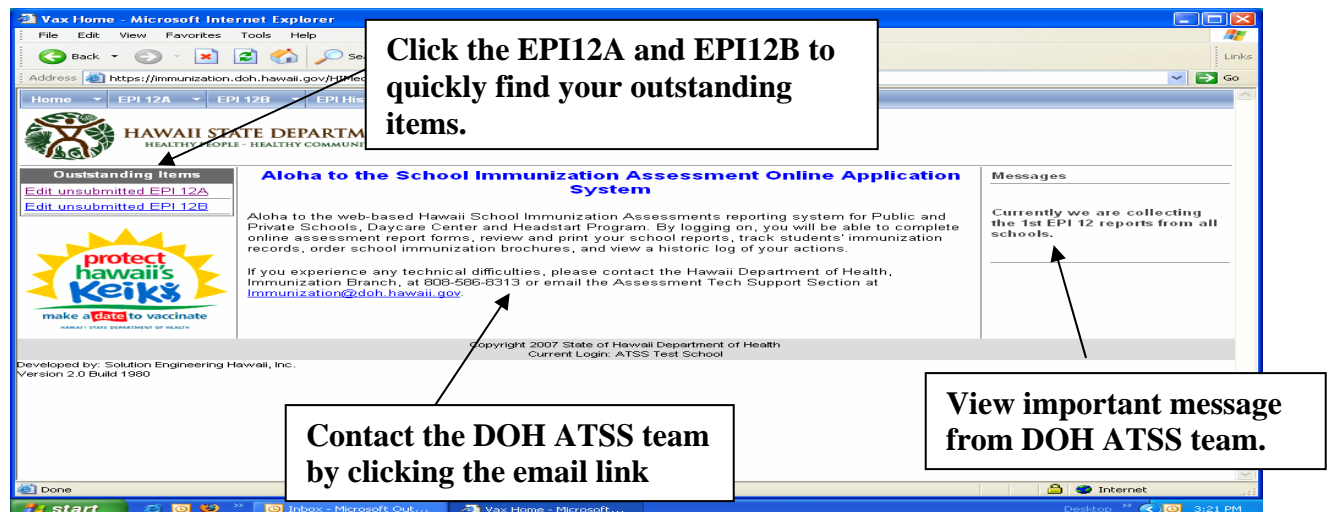 Vax Home - Microsoft Internet Explorer
File Edit View Favorites Tools Help
Back
Links
Address https://immunization.doh.hawaii.gov/
Go
Home EPI 12A EPI 12B EPI
Click the EPI12A and EPI12B to
quickly find your outstanding
items.
HAWAII STATE
HEALTHY PEOPLE - HEALTHY
Ouststanding Items
Edit unsubmitted EPI 12A
Edit unsubmitted EPI 12B
protect
hawaii's
Keiks
make a date to vaccinate
HAWAII STATE DEPARTMENT OF HEALTH
Aloha to the School Immunization Assessment Online Application
System
Aloha to the web-based Hawaii School Immunization Assessments reporting system for Public and
Private Schools, Daycare Center and Headstart Program. By logging on, you will be able to complete
online assessment report forms, review and print your school reports, track students' immunization
records, order school immunization brochures, and view a historic log of your actions.
If you experience any technical difficulties, please contact the Hawaii Department of Health,
Immunization Branch, at 808-586-8313 or email the Assessment Tech Support Section at
Immunization@doh.hawaii.gov.
Messages
Currently we are collecting
the 1st EPI 12 reports from all
schools.
Copyright 2007 State of Hawaii Department of Health
Current Login: ATSS Test School
Developed by: Solution Engineering Hawaii, Inc.
Version 2.0 Build 1980
Contact the DOH ATSS team
by clicking the email link
View important message
from DOH ATSS team.
Done
Internet
start
Inbox - Microsoft Out...
Vax Home - Microsoft...
Desktop
3:21 PM